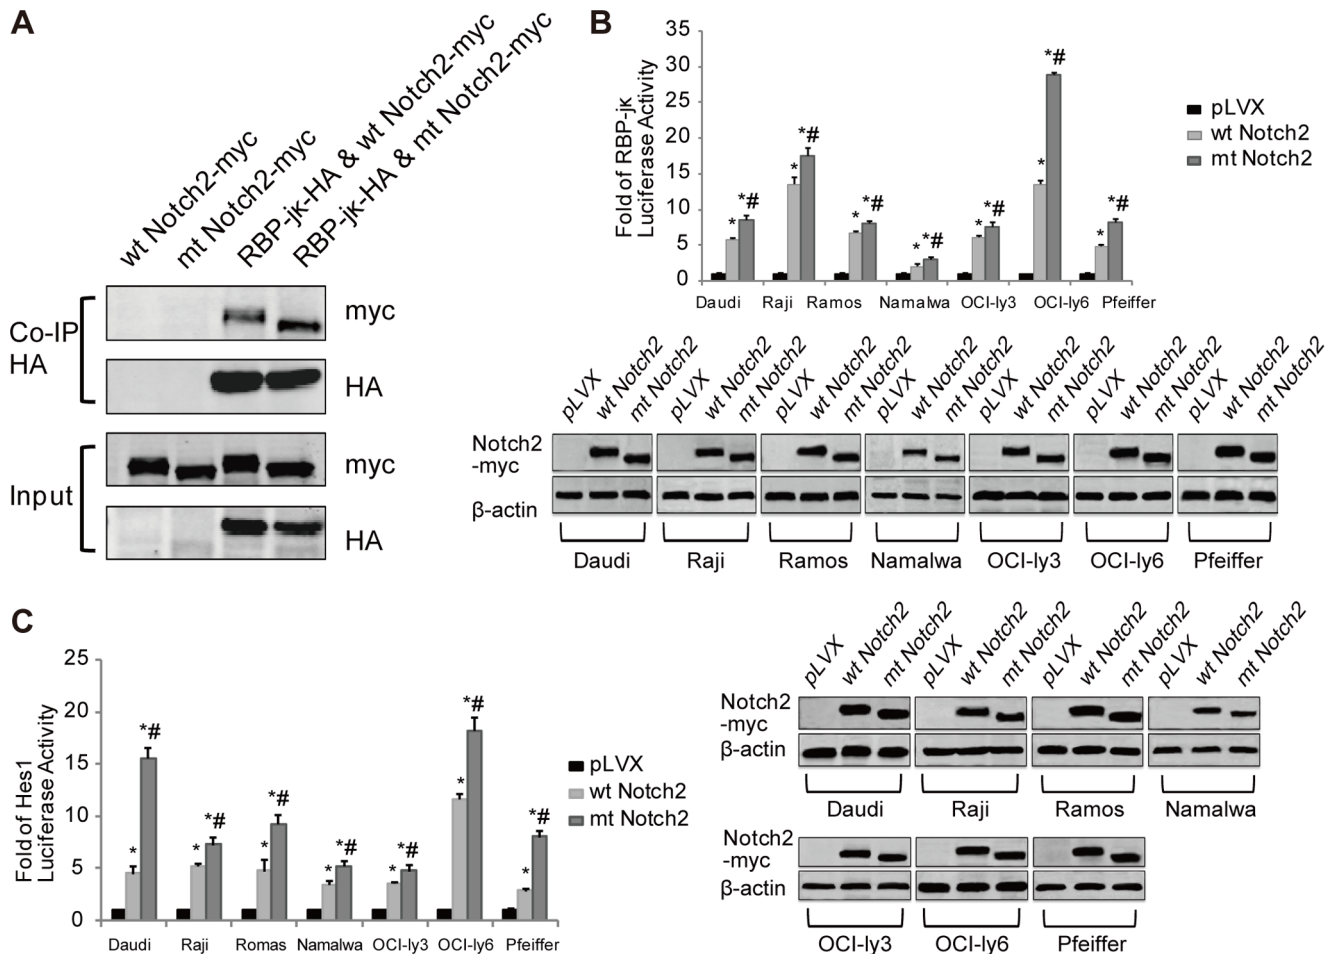 A
wt Notch2-myc
mt Notch2-myc
RBP-jκ-HA & wt Notch2-myc
RBP-jκ-HA & mt Notch2-myc
Co-IP
HA
myc
HA
Input
myc
HA
B
Fold of RBP-jκ
Luciferase Activity
35
30
25
20
15
10
5
0
* *# * *# * *# * *# * *# * *# * *#
Daudi Raji Ramos Namalwa OCI-ly3 OCI-ly6 Pfeiffer
pLVX
wt Notch2
mt Notch2
pLVX wt Notch2 mt Notch2 pLVX wt Notch2 mt Notch2 pLVX wt Notch2 mt Notch2 pLVX wt Notch2 mt Notch2 pLVX wt Notch2 mt Notch2 pLVX wt Notch2 mt Notch2 pLVX wt Notch2 mt Notch2
Notch2
-myc
β-actin
Daudi Raji Ramos Namalwa OCI-ly3 OCI-ly6 Pfeiffer
C
Fold of Hes1
Luciferase Activity
25
20
15
10
5
0
* *# * *# * *# * *# * *# * *# * *#
Daudi Raji Romas Namalwa OCI-ly3 OCI-ly6 Pfeiffer
pLVX
wt Notch2
mt Notch2
pLVX wt Notch2 mt Notch2 pLVX wt Notch2 mt Notch2 pLVX wt Notch2 mt Notch2 pLVX wt Notch2 mt Notch2
Notch2
-myc
β-actin
Daudi Raji Ramos Namalwa
Notch2
-myc
β-actin
OCI-ly3 OCI-ly6 Pfeiffer